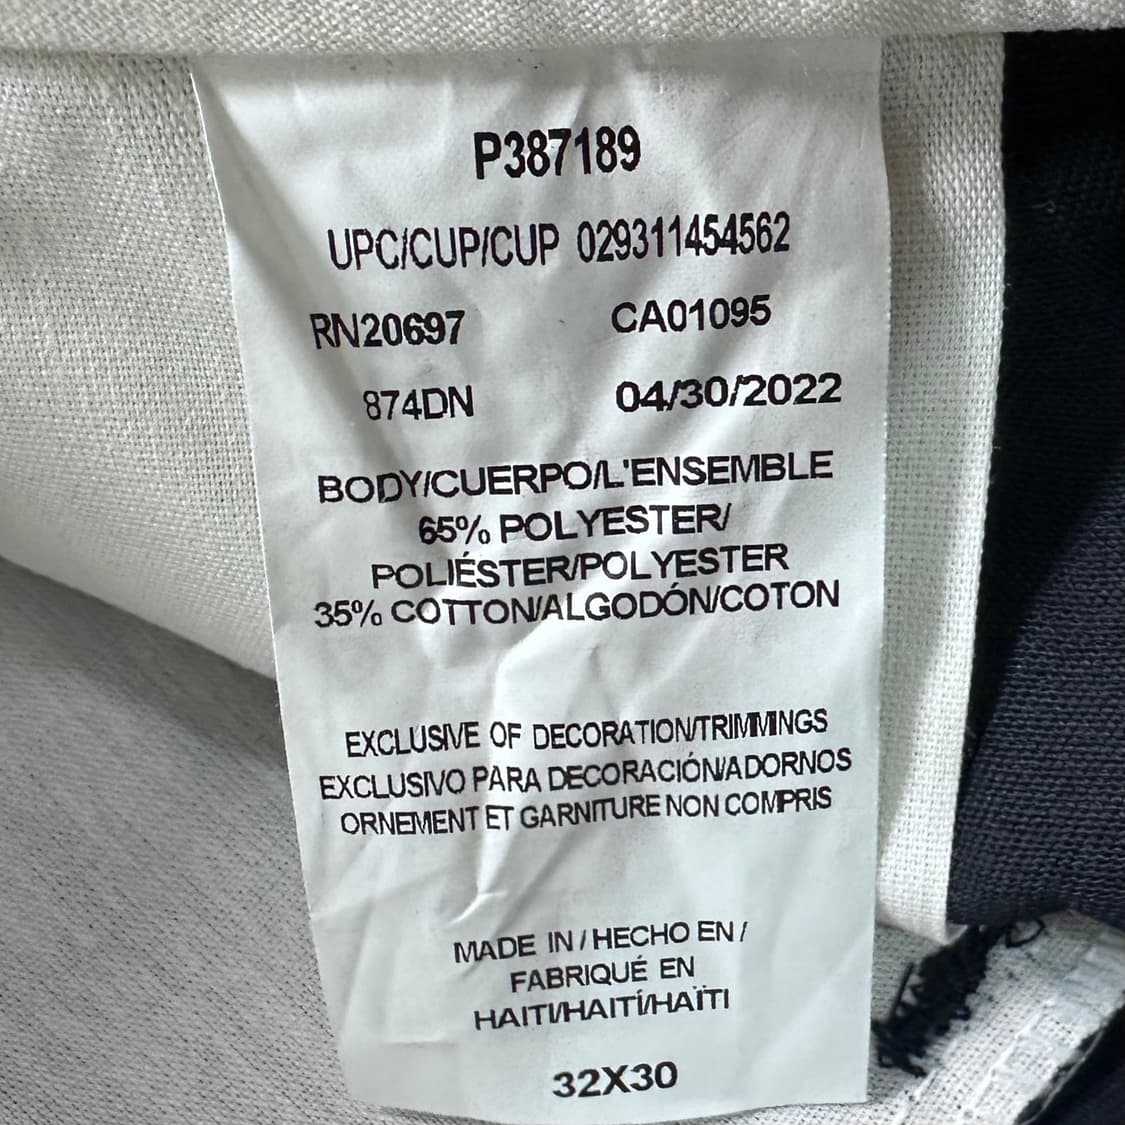 P387189
UPC/CUP/CUP 029311454562
RN20697 CA01095
874DN 04/30/2022
BODY/CUERPO/L'ENSEMBLE
65% POLYESTER/
POLIÉSTER/POLYESTER
35% COTTON/ALGODÓN/COTON
EXCLUSIVE OF DECORATION/TRIMMINGS
EXCLUSIVO PARA DECORACIÓN/ADORNOS
ORNEMENT ET GARNITURE NON COMPRIS
MADE IN / HECHO EN /
FABRIQUÉ EN
HAITI/HAITÍ/HAÏTI
32X30